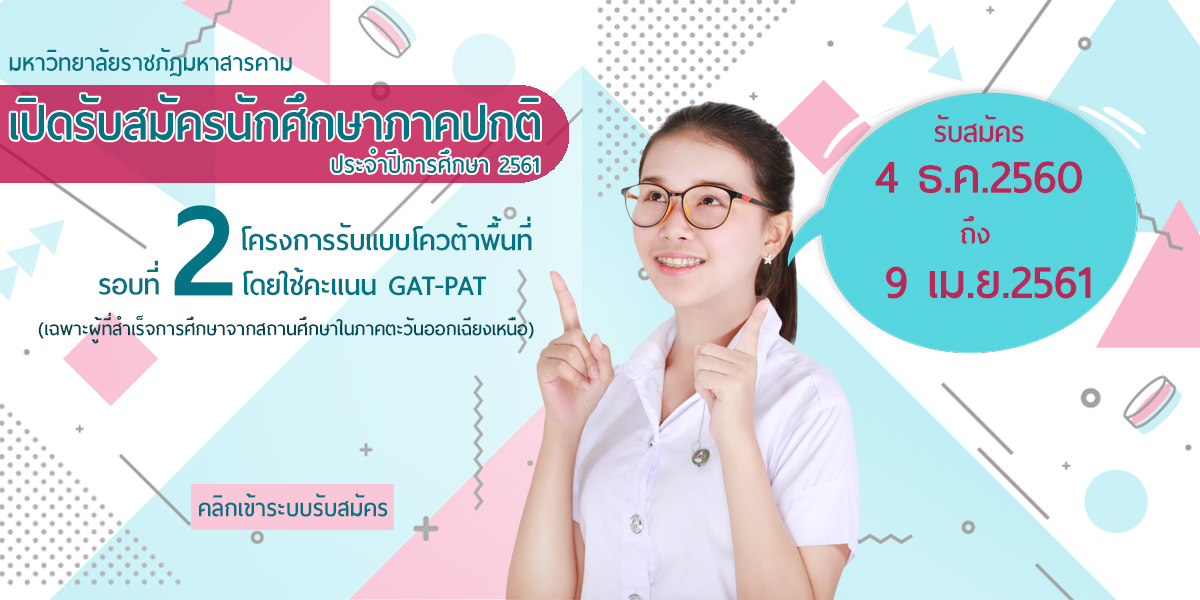 มหาวิทยาลัยราชภัฏมหาสารคาม
เปิดรับสมัครนักศึกษาภาคปกติ
ประจำปีการศึกษา 2561
รอบที่ 2 โครงการรับแบบโควต้าพื้นที่
โดยใช้คะแนน GAT-PAT
(เฉพาะผู้ที่สำเร็จการศึกษาจากสถานศึกษาในภาคตะวันออกเฉียงเหนือ)
รับสมัคร
4 ธ.ค.2560
ถึง
9 เม.ย.2561
คลิกเข้าระบบรับสมัคร